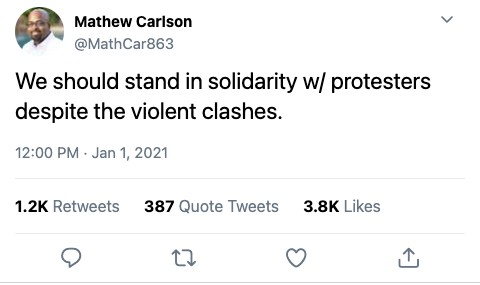 Mathew Carlson
@MathCar863
We should stand in solidarity w/ protesters
despite the violent clashes.
12:00 PM · Jan 1, 2021
1.2K Retweets 387 Quote Tweets 3.8K Likes